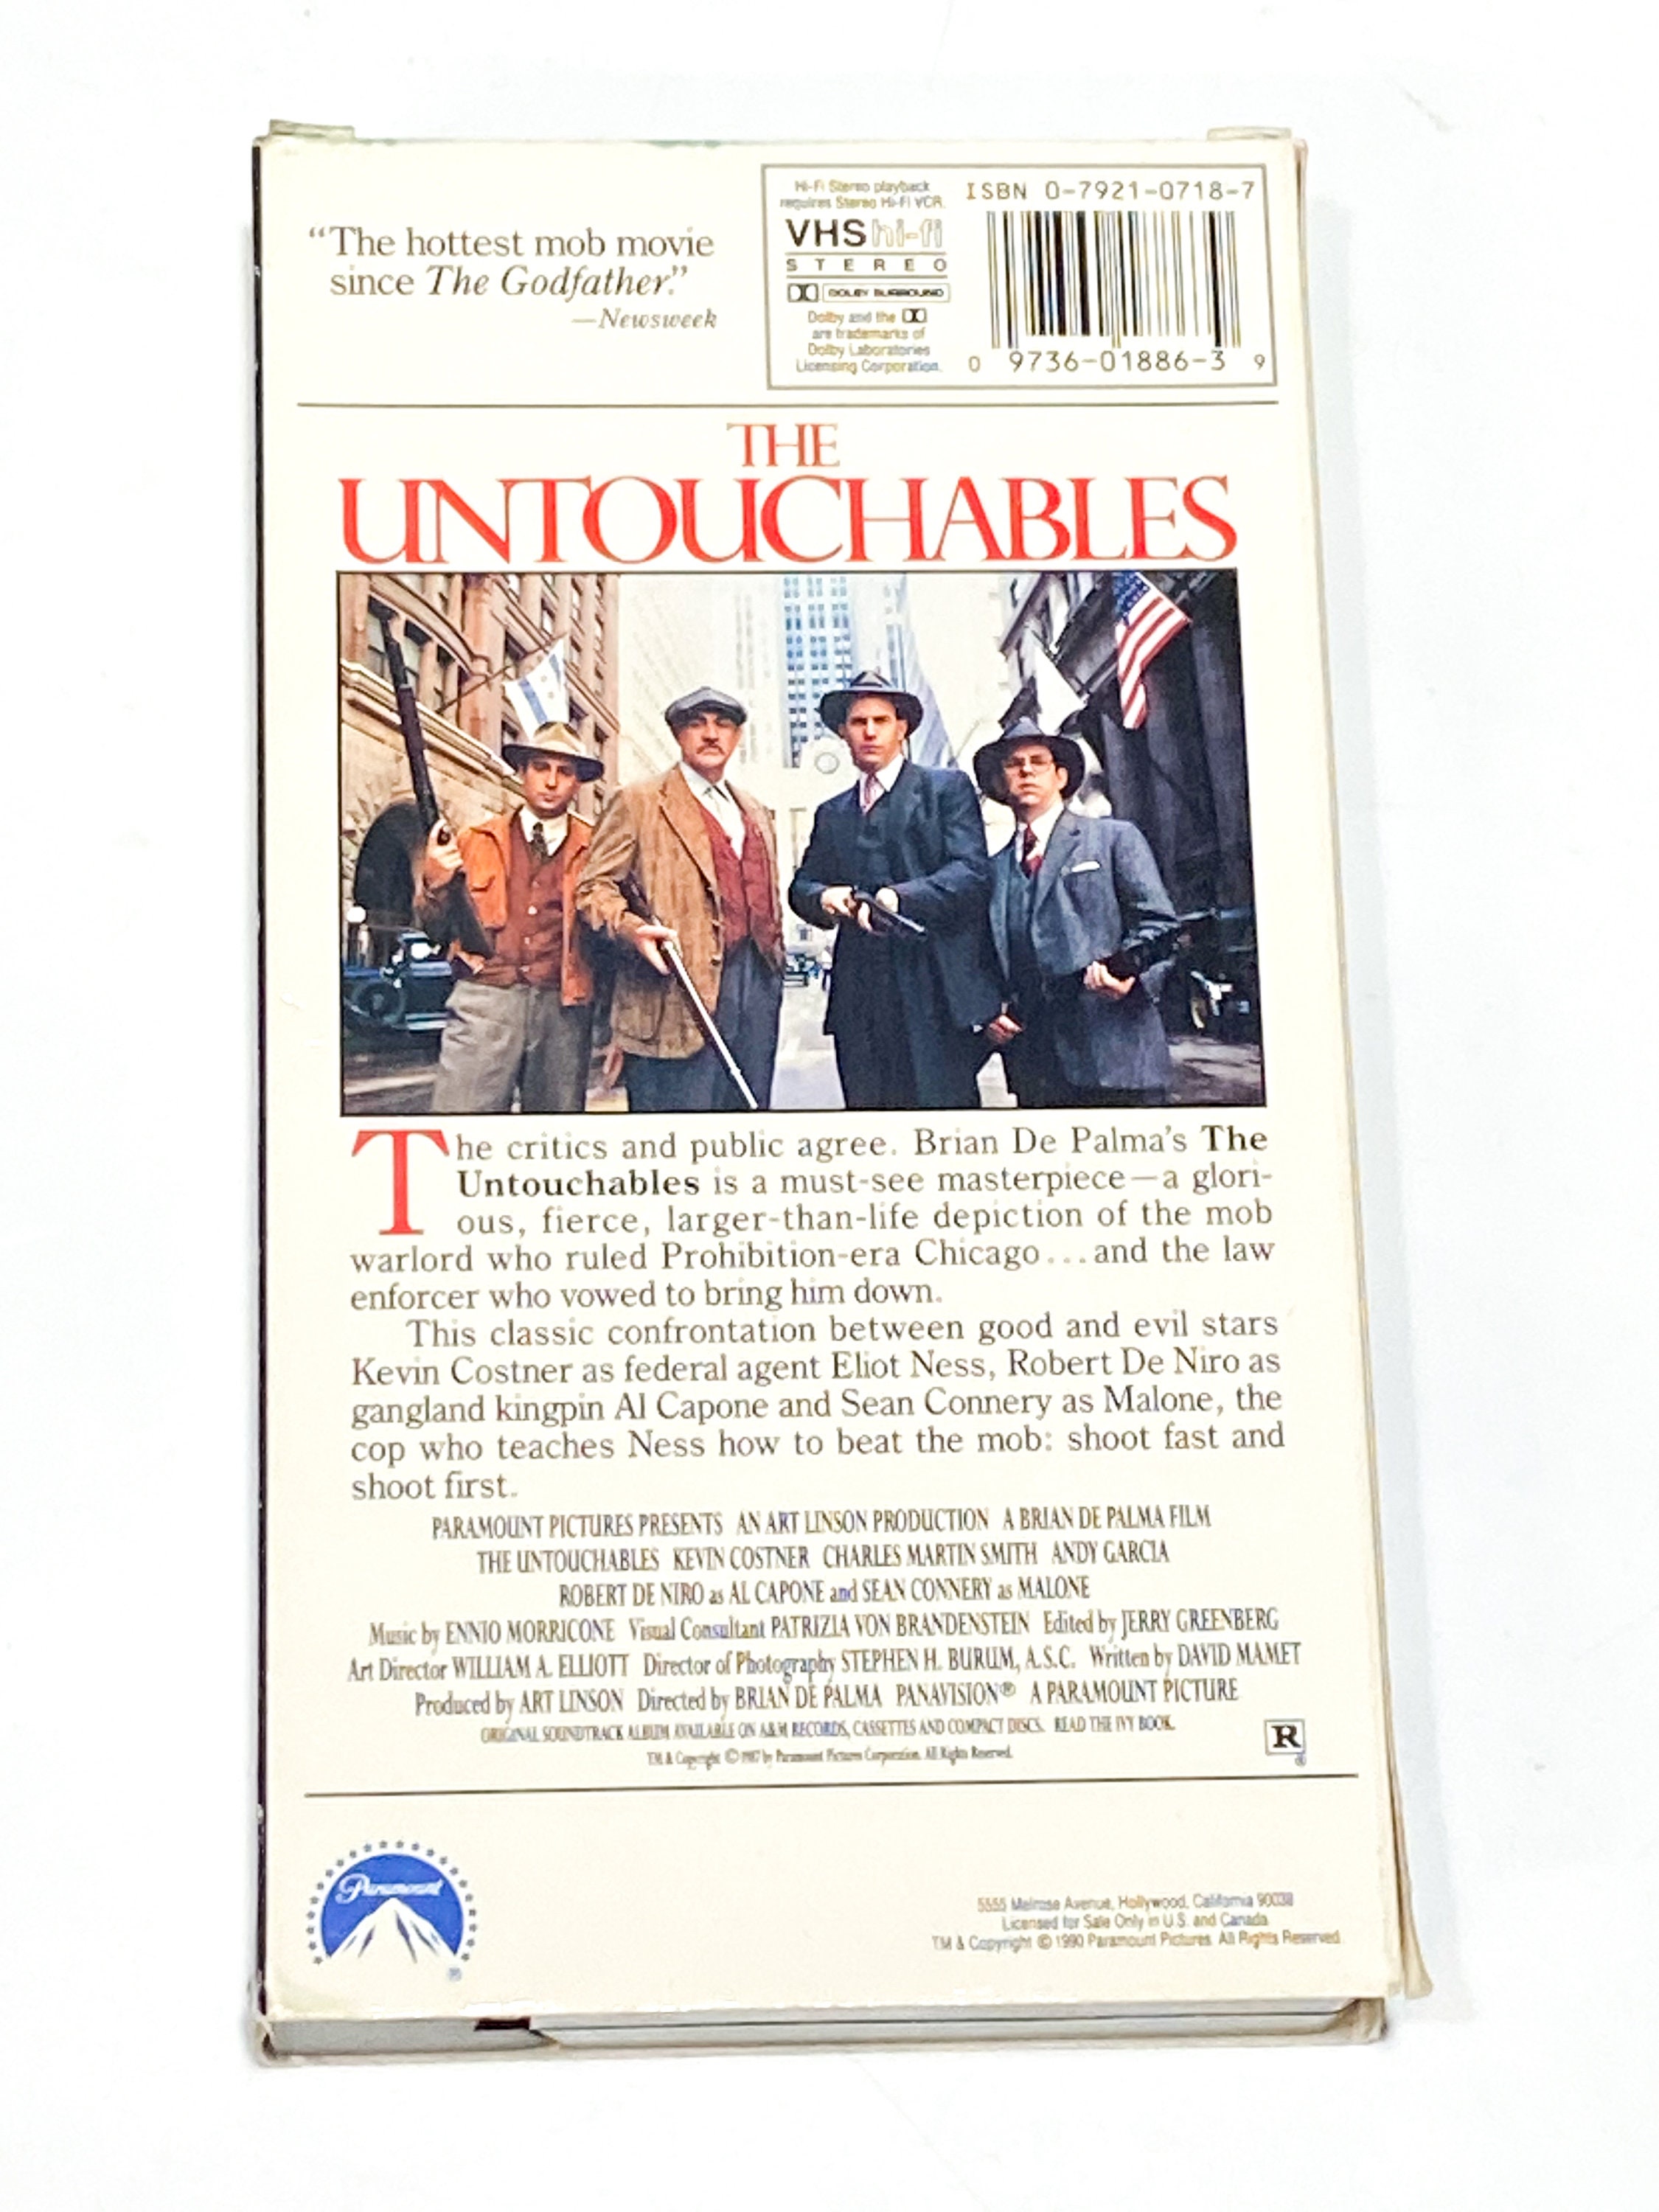 “The hottest mob movie
since The Godfather.”
—Newsweek
Hi-Fi Stereo playback
requires Stereo Hi-Fi VCR.
VHS hi-fi
STEREO
DOLBY SURROUND
Dolby and the
are trademarks of
Dolby Laboratories
Licensing Corporation.
ISBN 0-7921-0718-7
0 9736-01886-3 9
THE
UNTOUCHABLES
The critics and public agree. Brian De Palma's The
Untouchables is a must-see masterpiece—a glori-
ous, fierce, larger-than-life depiction of the mob
warlord who ruled Prohibition-era Chicago...and the law
enforcer who vowed to bring him down.
This classic confrontation between good and evil stars
Kevin Costner as federal agent Eliot Ness, Robert De Niro as
gangland kingpin Al Capone and Sean Connery as Malone, the
cop who teaches Ness how to beat the mob: shoot fast and
shoot first.
PARAMOUNT PICTURES PRESENTS AN ART LINSON PRODUCTION A BRIAN DE PALMA FILM
THE UNTOUCHABLES KEVIN COSTNER CHARLES MARTIN SMITH ANDY GARCIA
ROBERT DE NIRO as AL CAPONE and SEAN CONNERY as MALONE
Music by ENNIO MORRICONE Visual Consultant PATRIZIA VON BRANDENSTEIN Edited by JERRY GREENBERG
Art Director WILLIAM A. ELLIOTT Director of Photography STEPHEN H. BURUM, A.S.C. Written by DAVID MAMET
Produced by ART LINSON Directed by BRIAN DE PALMA PANAVISION® A PARAMOUNT PICTURE
ORIGINAL SOUNDTRACK ALBUM AVAILABLE ON A&M RECORDS, CASSETTES AND COMPACT DISCS. READ THE IVY BOOK.
TM & Copyright © 1987 by Paramount Pictures Corporation. All Rights Reserved.
R
®
Paramount
®
5555 Melrose Avenue, Hollywood, California 90038
Licensed for Sale Only in U.S. and Canada.
TM & Copyright © 1990 Paramount Pictures. All Rights Reserved.